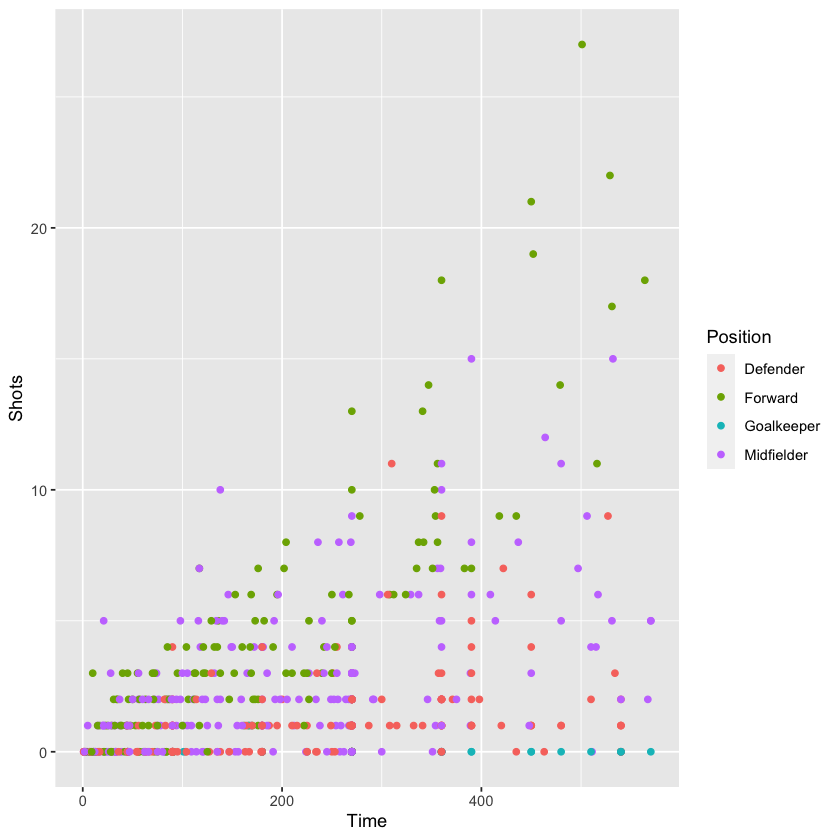 20
10
0
0 200 400
Time
Shots
Position
Defender
Forward
Goalkeeper
Midfielder